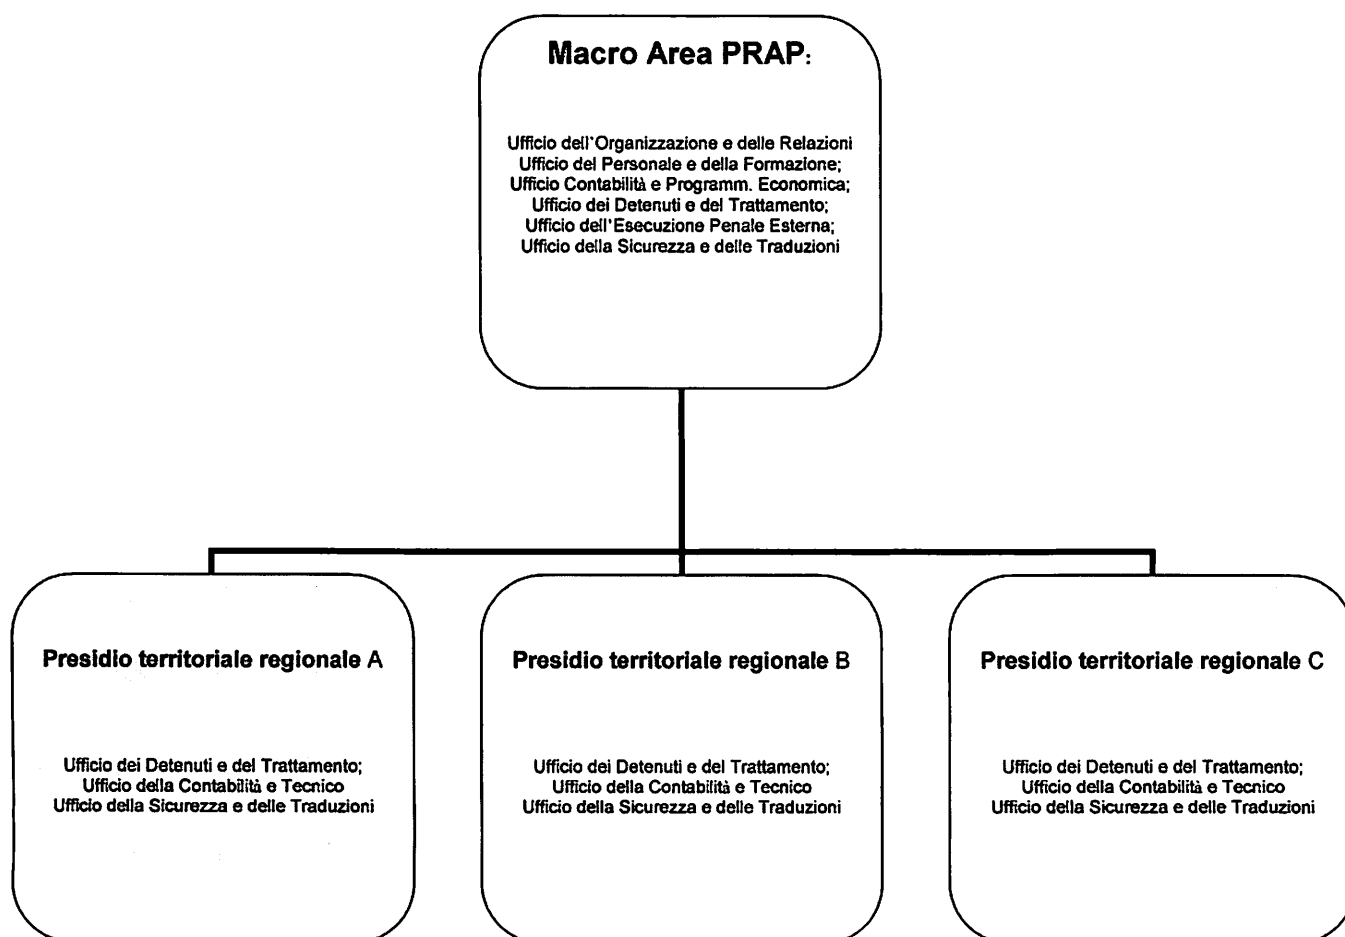 Macro Area PRAP:
Ufficio dell'Organizzazione e delle Relazioni
Ufficio del Personale e della Formazione;
Ufficio Contabilità e Programm. Economica;
Ufficio dei Detenuti e del Trattamento;
Ufficio dell'Esecuzione Penale Esterna;
Ufficio della Sicurezza e delle Traduzioni
Presidio territoriale regionale A
Ufficio dei Detenuti e del Trattamento;
Ufficio della Contabilità e Tecnico
Ufficio della Sicurezza e delle Traduzioni
Presidio territoriale regionale B
Ufficio dei Detenuti e del Trattamento;
Ufficio della Contabilità e Tecnico
Ufficio della Sicurezza e delle Traduzioni
Presidio territoriale regionale C
Ufficio dei Detenuti e del Trattamento;
Ufficio della Contabilità e Tecnico
Ufficio della Sicurezza e delle Traduzioni